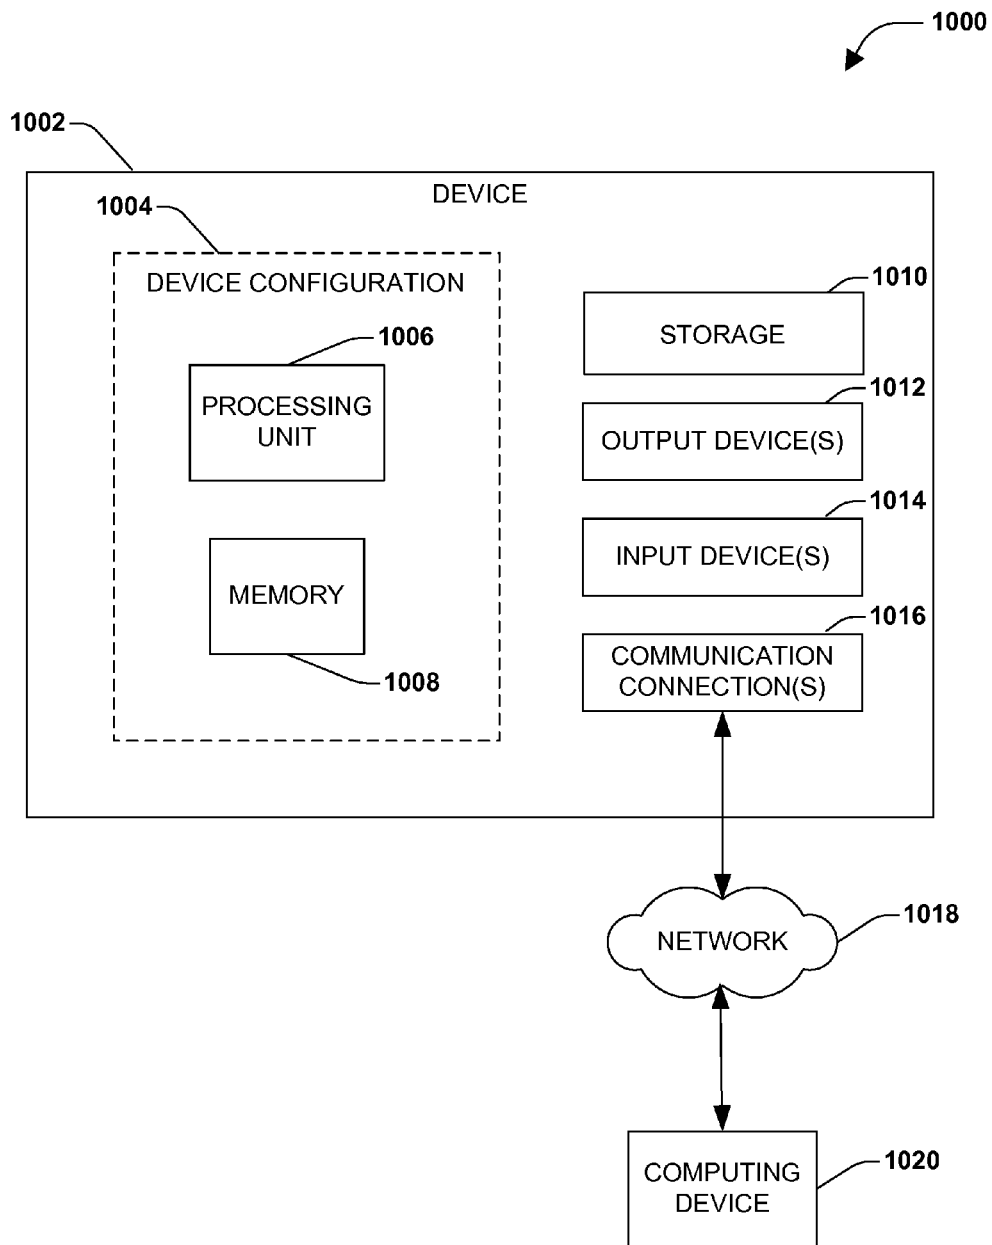 1000
1002
DEVICE
1004
DEVICE CONFIGURATION
1006
PROCESSING
UNIT
MEMORY
1008
1010
STORAGE
1012
OUTPUT DEVICE(S)
1014
INPUT DEVICE(S)
1016
COMMUNICATION
CONNECTION(S)
NETWORK
1018
COMPUTING
DEVICE
1020